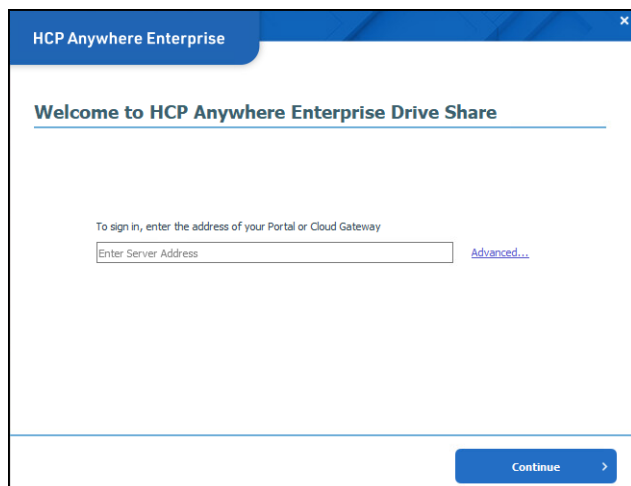 HCP Anywhere Enterprise
Welcome to HCP Anywhere Enterprise Drive Share
To sign in, enter the address of your Portal or Cloud Gateway
Enter Server Address
Advanced...
Continue